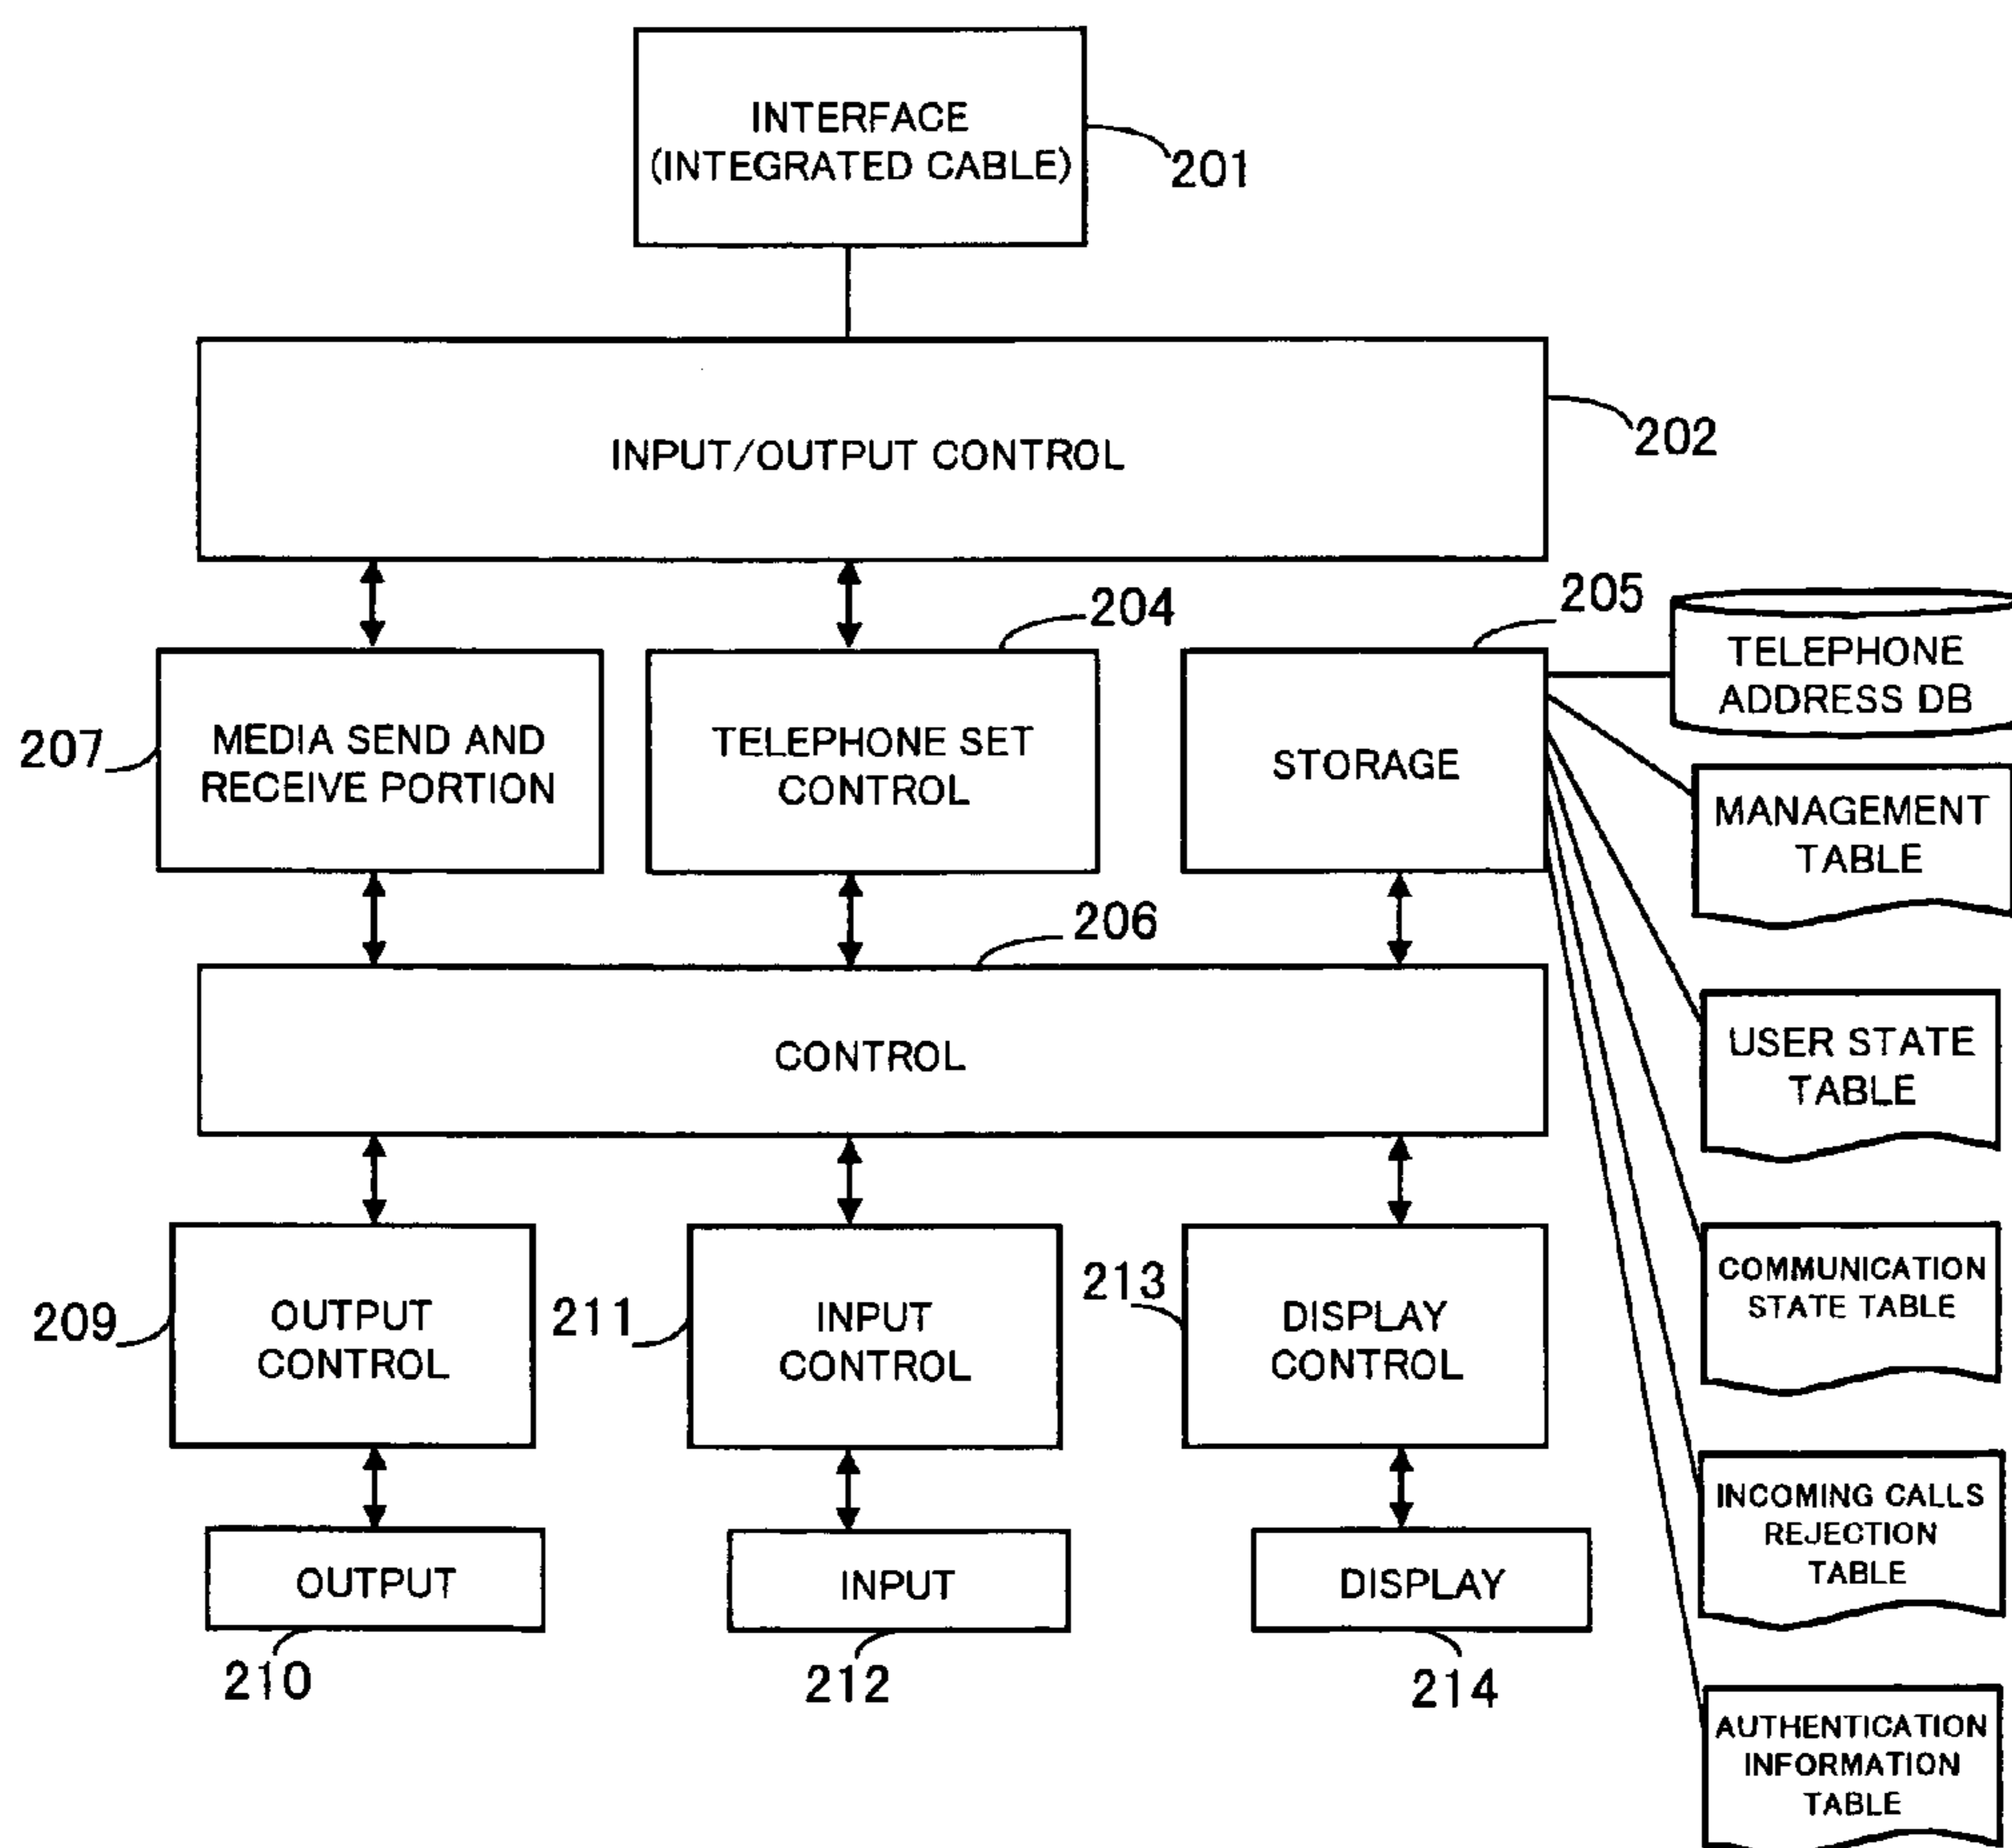 INTERFACE
(INTEGRATED CABLE)
201
INPUT/OUTPUT CONTROL
202
204
205
TELEPHONE
ADDRESS DB
207
MEDIA SEND AND
RECEIVE PORTION
TELEPHONE SET
CONTROL
STORAGE
MANAGEMENT
TABLE
206
CONTROL
USER STATE
TABLE
209
OUTPUT
CONTROL
211
INPUT
CONTROL
213
DISPLAY
CONTROL
COMMUNICATION
STATE TABLE
INCOMING CALLS
REJECTION
TABLE
OUTPUT
INPUT
DISPLAY
210
212
214
AUTHENTICATION
INFORMATION
TABLE